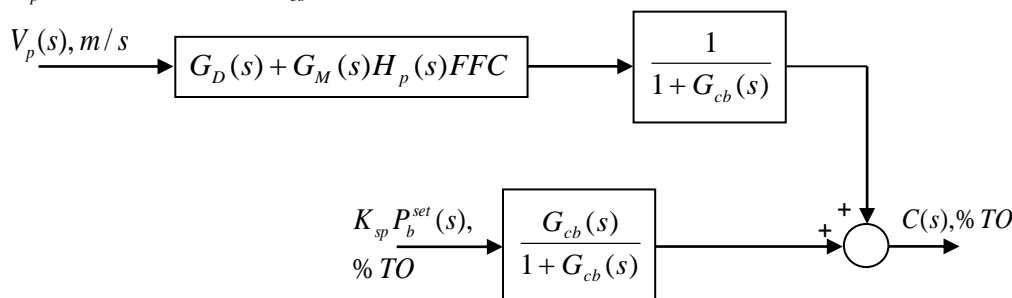 V_p(s), m/s
G_D(s) + G_M(s)H_p(s)FFC
1
1 + G_cb(s)
K_sp P_b^set(s),
% TO
G_cb(s)
1 + G_cb(s)
+
+
C(s), % TO